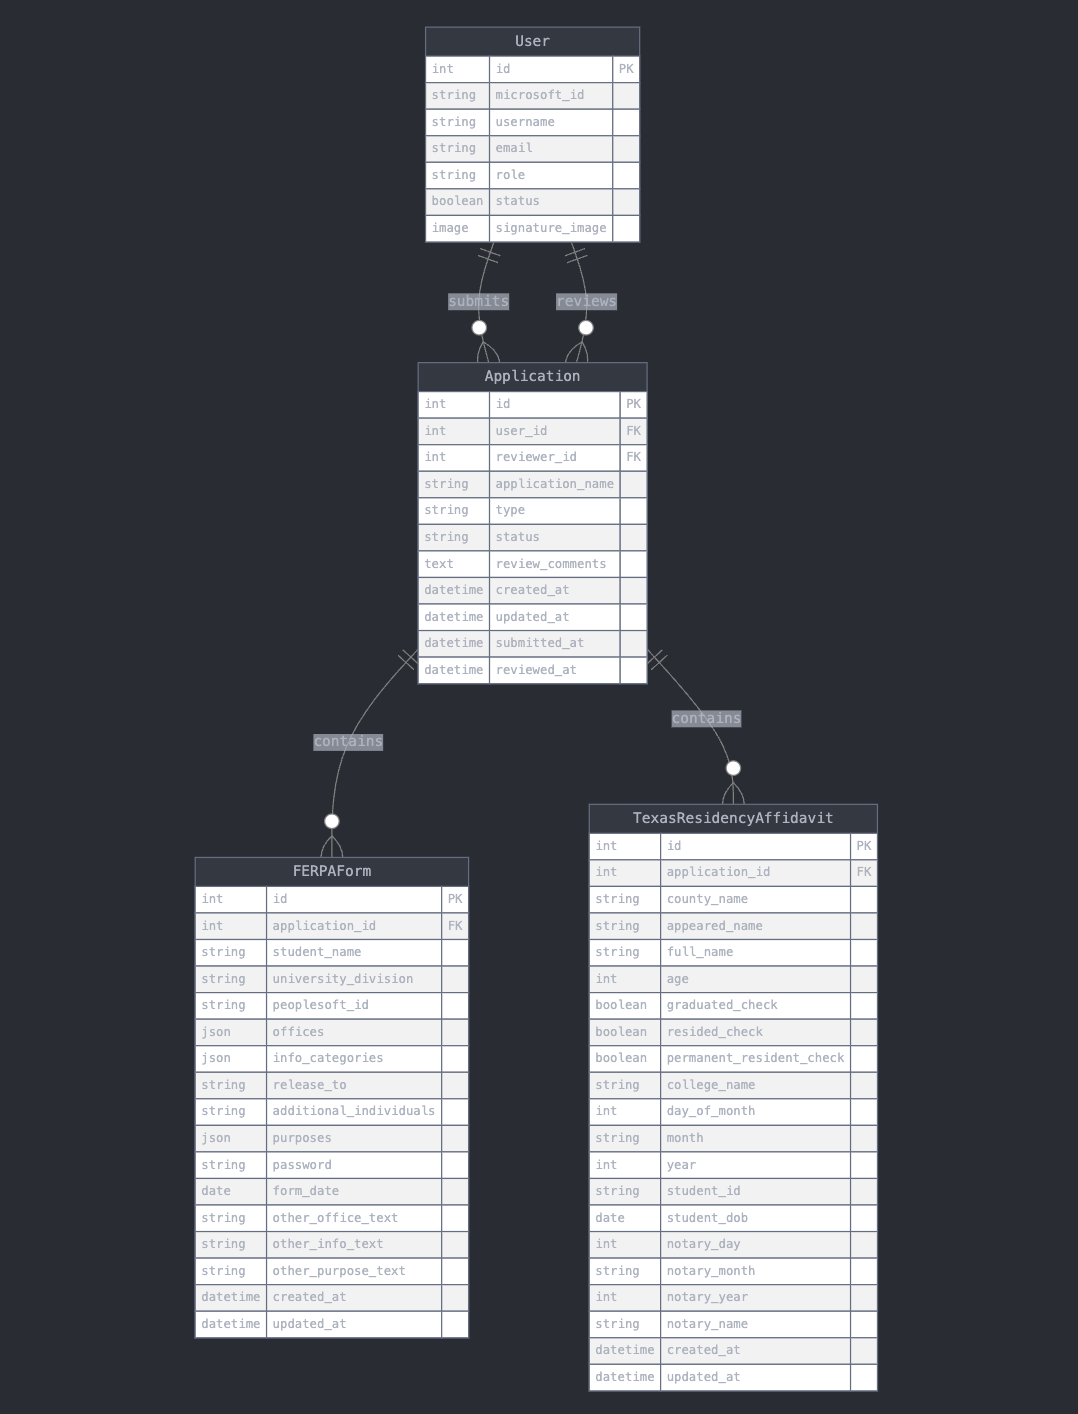 User
int id PK
string microsoft_id
string username
string email
string role
boolean status
image signature_image
submits reviews
Application
int id PK
int user_id FK
int reviewer_id FK
string application_name
string type
string status
text review_comments
datetime created_at
datetime updated_at
datetime submitted_at
datetime reviewed_at
contains
contains
FERPAForm
int id PK
int application_id FK
string student_name
string university_division
string peoplesoft_id
json offices
json info_categories
string release_to
string additional_individuals
json purposes
string password
date form_date
string other_office_text
string other_info_text
string other_purpose_text
datetime created_at
datetime updated_at
TexasResidencyAffidavit
int id PK
int application_id FK
string county_name
string appeared_name
string full_name
int age
boolean graduated_check
boolean resided_check
boolean permanent_resident_check
string college_name
int day_of_month
string month
int year
string student_id
date student_dob
int notary_day
string notary_month
int notary_year
string notary_name
datetime created_at
datetime updated_at